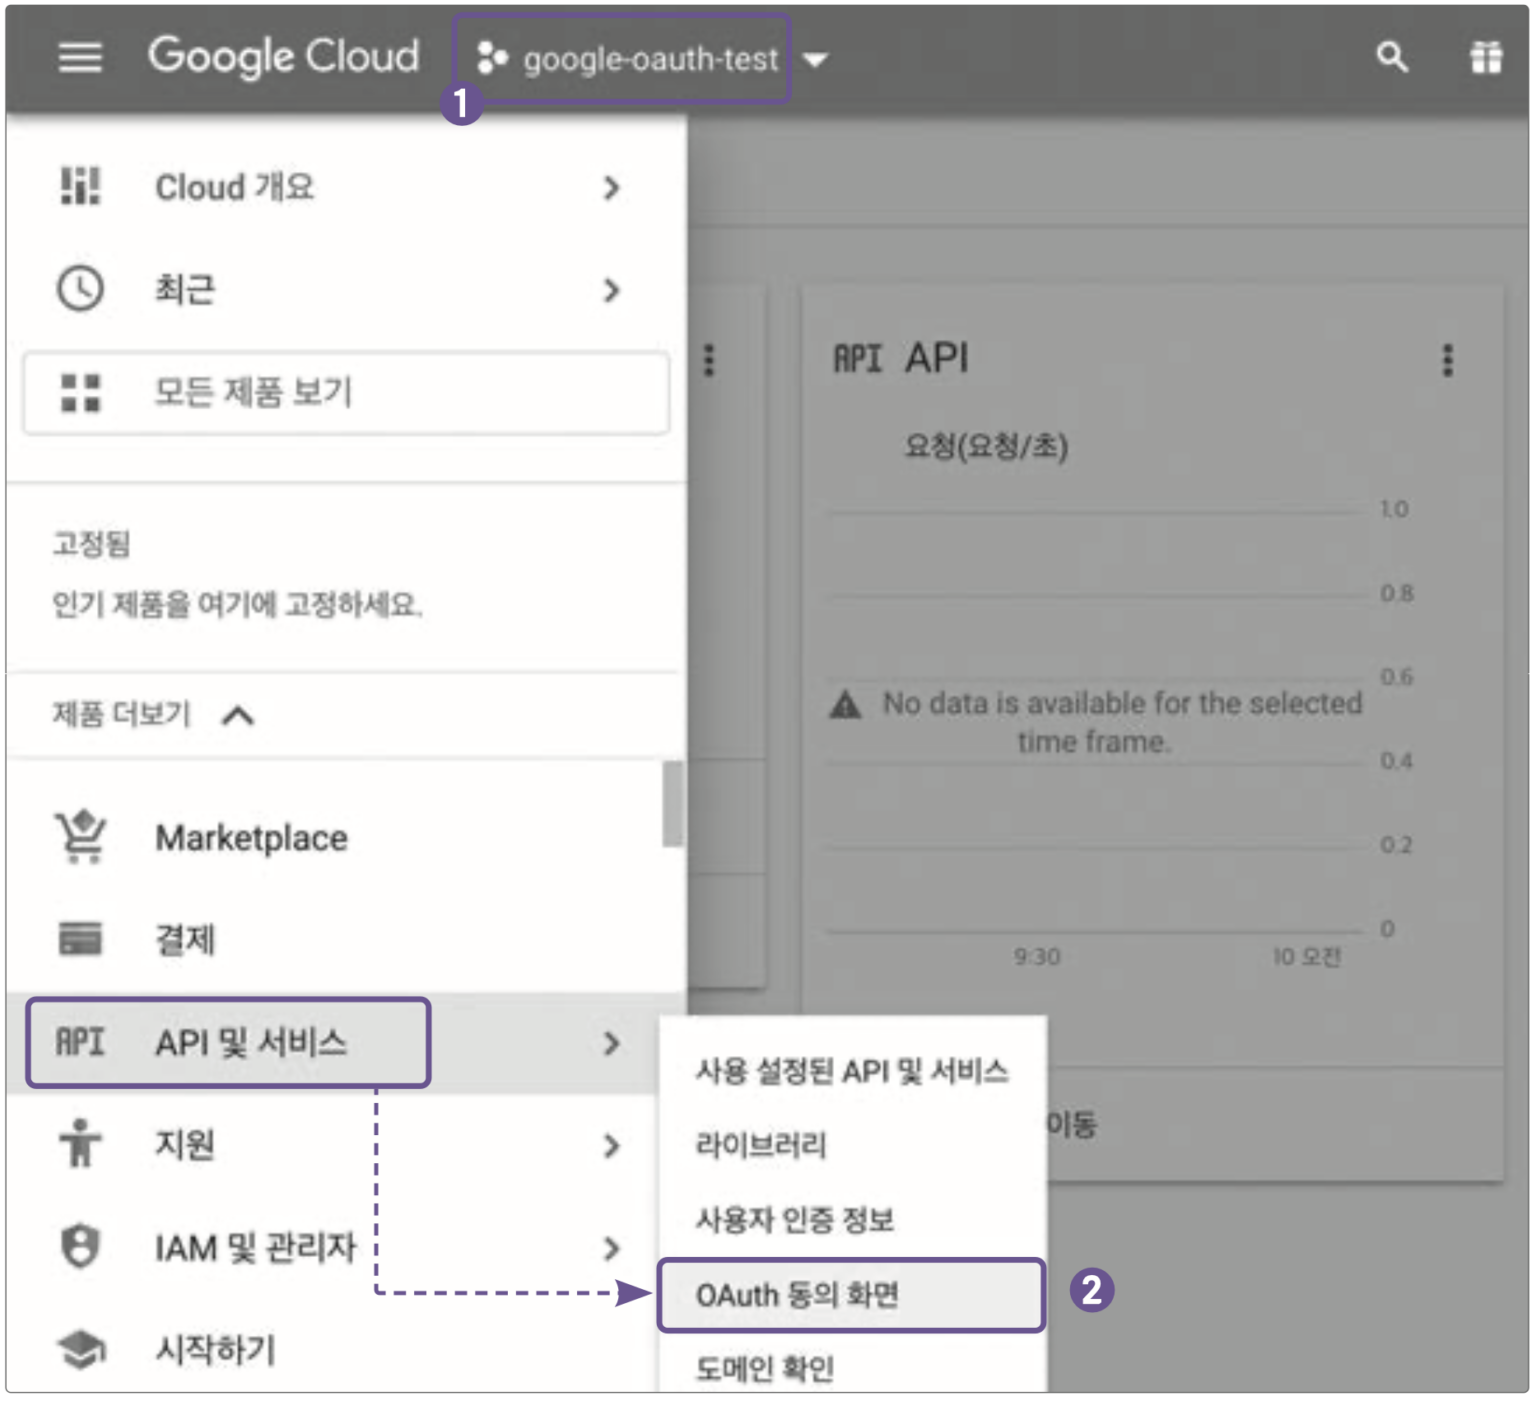 Google Cloud
google-oauth-test
1
Cloud 개요
최근
모든 제품 보기
고정됨
인기 제품을 여기에 고정하세요.
제품 더보기
Marketplace
결제
API API 및 서비스
지원
IAM 및 관리자
시작하기
사용 설정된 API 및 서비스
라이브러리
사용자 인증 정보
OAuth 동의 화면
2
도메인 확인
API API
요청(요청/초)
1.0
0.8
0.6
No data is available for the selected
time frame.
0.4
0.2
0
9:30
10 오전
이동